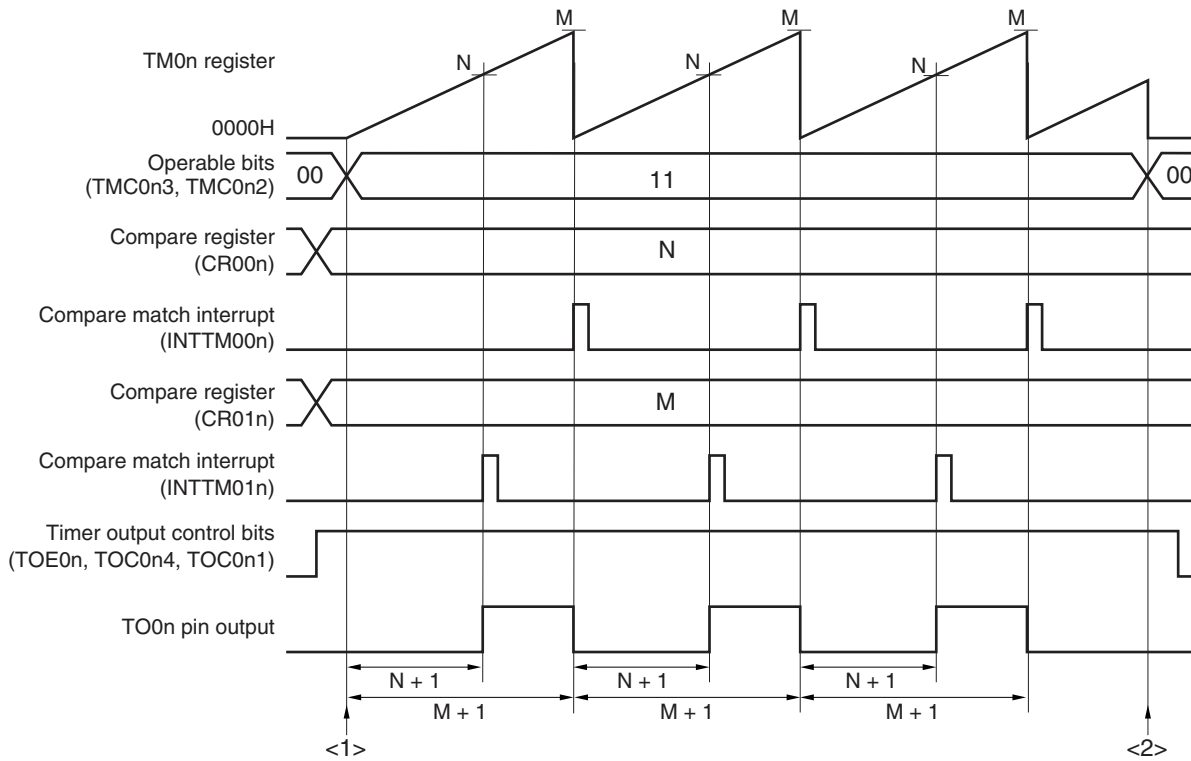 M M M
TM0n register
N N N
0000H
Operable bits
(TMC0n3, TMC0n2)
00 11 00
Compare register
(CR00n)
N
Compare match interrupt
(INTTM00n)
Compare register
(CR01n)
M
Compare match interrupt
(INTTM01n)
Timer output control bits
(TOE0n, TOC0n4, TOC0n1)
TO0n pin output
N + 1 N + 1 N + 1
M + 1 M + 1 M + 1
<1> <2>